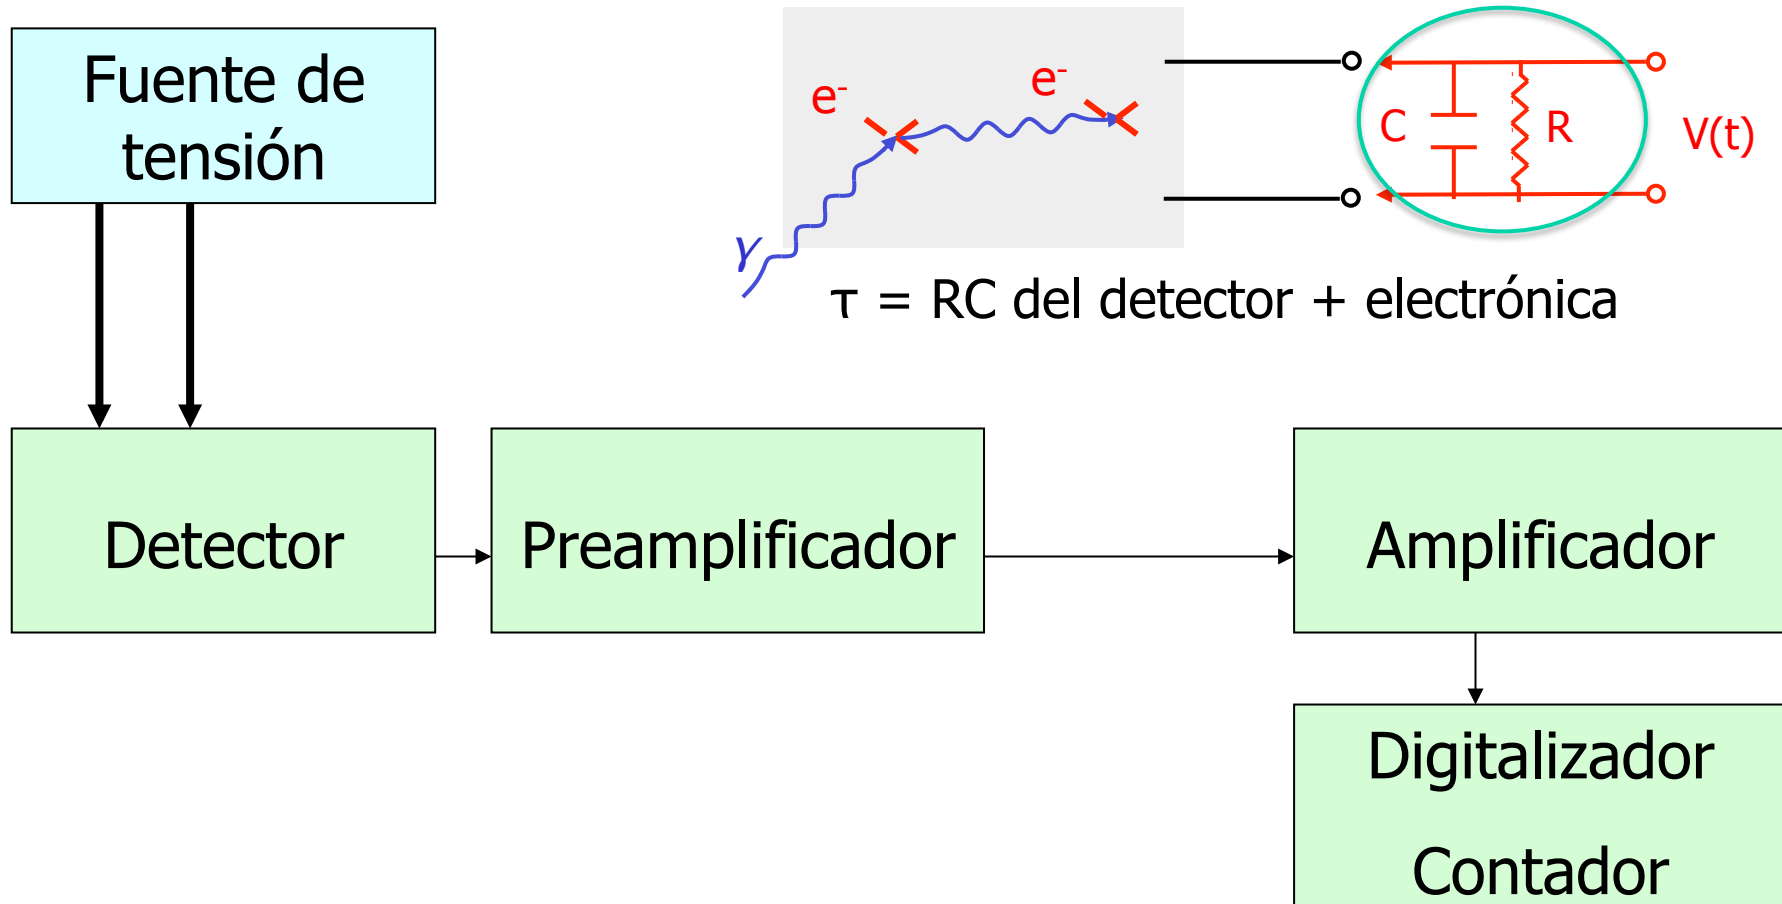 Fuente de
tensión
e-
e-
C
R
V(t)
γ
τ = RC del detector + electrónica
Detector
Preamplificador
Amplificador
Digitalizador
Contador